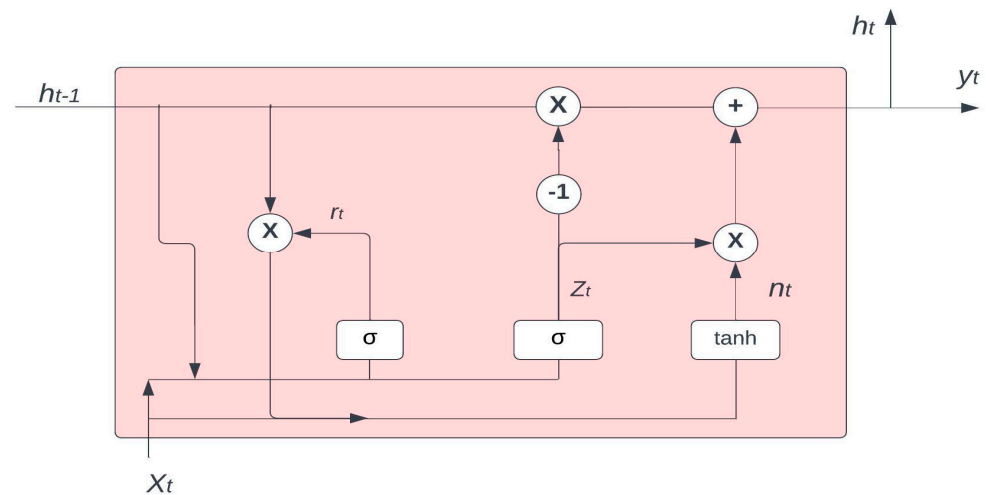 ht
yt
ht-1
X
+
-1
rt
X
X
Zt
nt
σ
σ
tanh
Xt